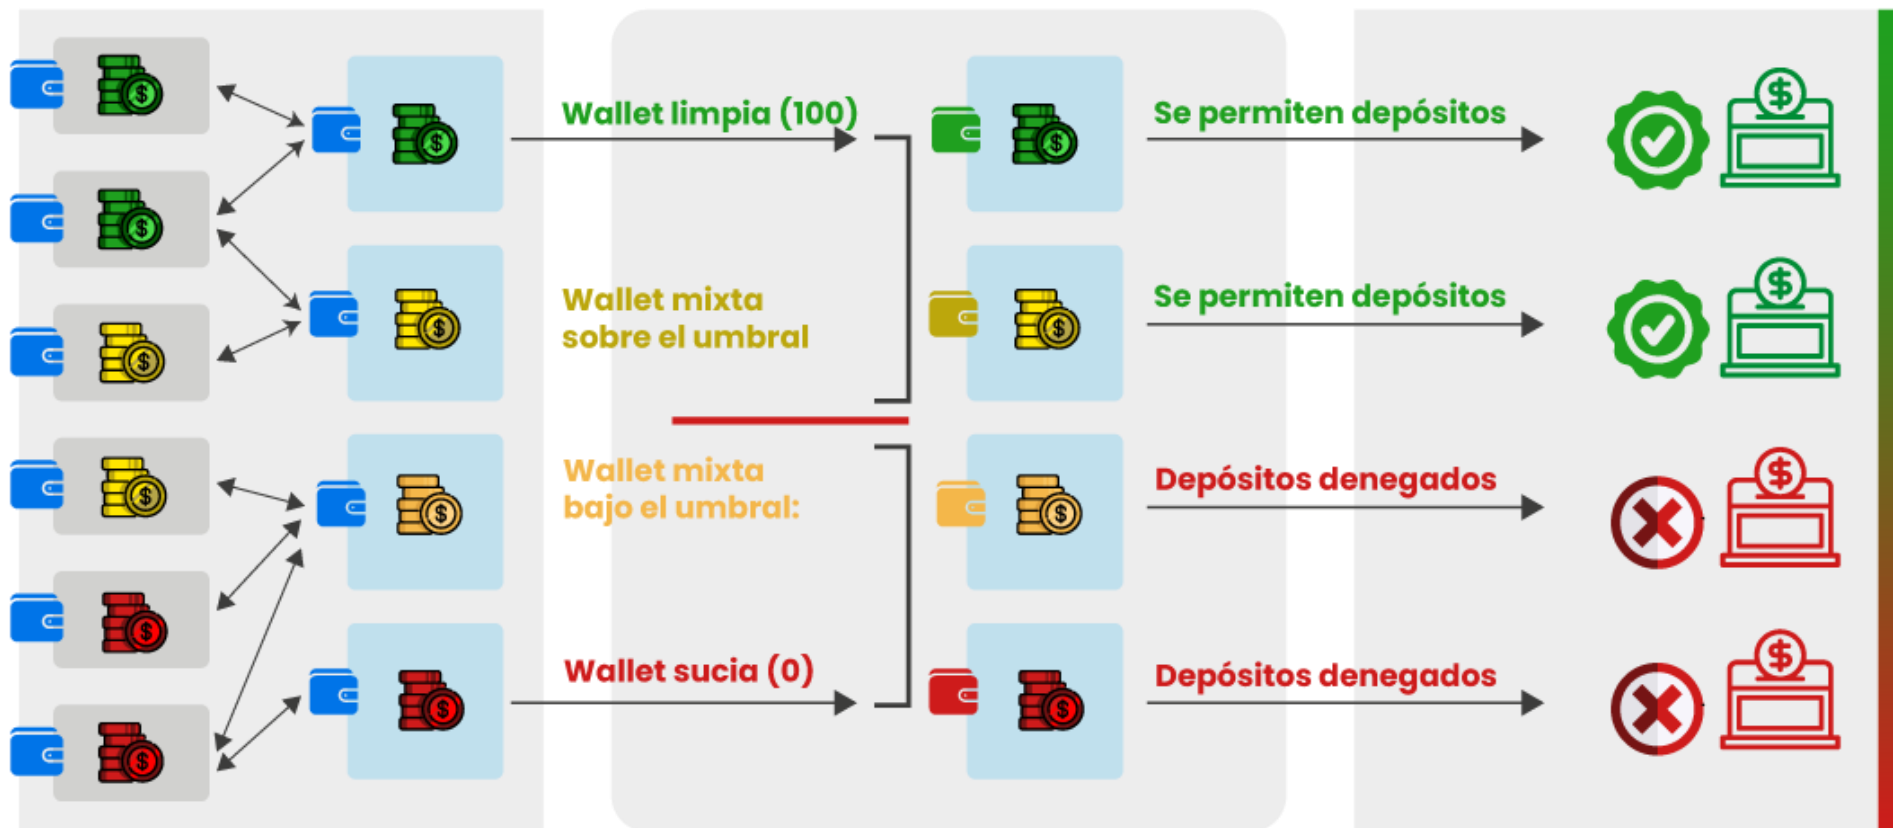 Wallet limpia (100)
Se permiten depósitos
Wallet mixta
sobre el umbral
Se permiten depósitos
Wallet mixta
bajo el umbral:
Depósitos denegados
Wallet sucia (0)
Depósitos denegados